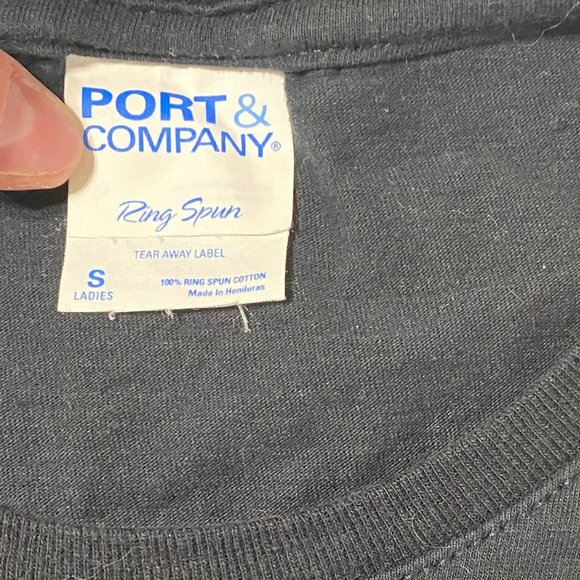 PORT &
COMPANY®
Ring Spun
TEAR AWAY LABEL
S
LADIES
100% RING SPUN COTTON
Made in Honduras